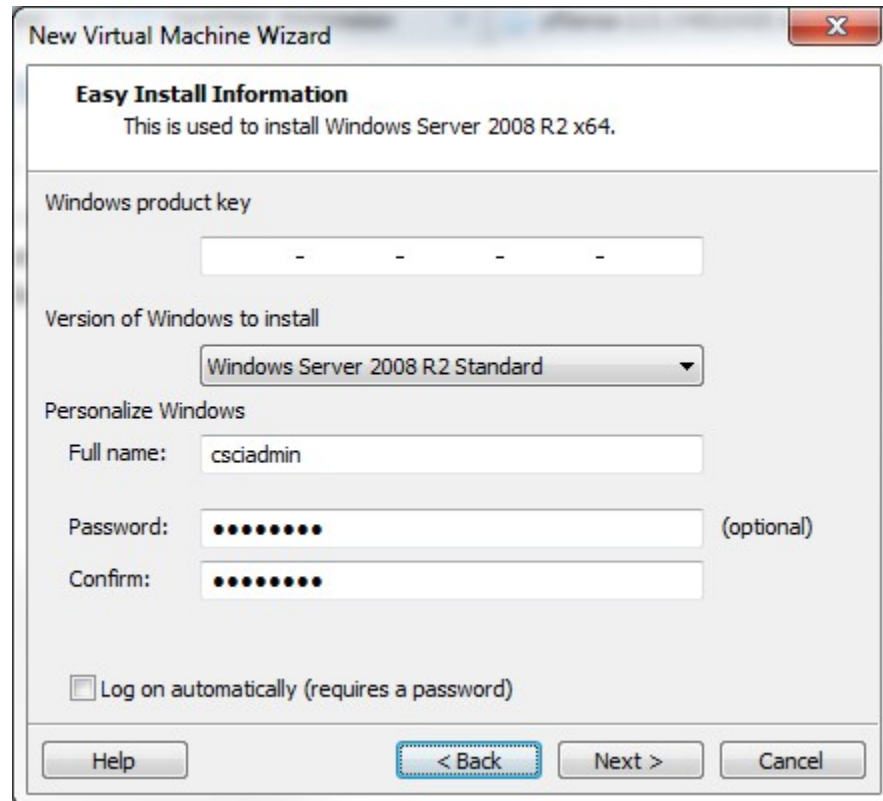 New Virtual Machine Wizard
Easy Install Information
This is used to install Windows Server 2008 R2 x64.
Windows product key
- - - -
Version of Windows to install
Windows Server 2008 R2 Standard
Personalize Windows
Full name: csciadmin
Password: ●●●●●●●● (optional)
Confirm: ●●●●●●●●
Log on automatically (requires a password)
Help < Back Next > Cancel